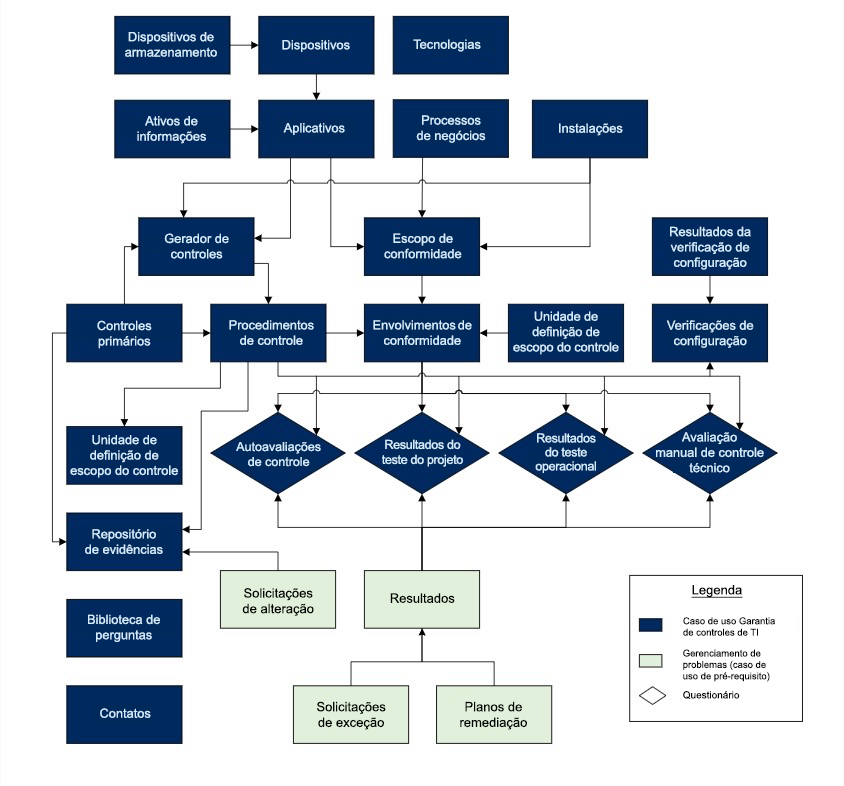 Dispositivos de
armazenamento
Dispositivos
Tecnologias
Ativos de
informações
Aplicativos
Processos
de negócios
Instalações
Gerador de
controles
Escopo de
conformidade
Resultados da
verificação de
configuração
Controles
primários
Procedimentos
de controle
Envolvimentos de
conformidade
Unidade de
definição de
escopo do controle
Verificações de
configuração
Unidade de
definição de
escopo do controle
Autoavaliações
de controle
Resultados do
teste do projeto
Resultados
do teste
operacional
Avaliação
manual de controle
técnico
Repositório
de evidências
Solicitações
de alteração
Resultados
Biblioteca de
perguntas
Contatos
Solicitações
de exceção
Planos de
remediação
Legenda
Caso de uso Garantia
de controles de TI
Gerenciamento de
problemas (caso de
uso de pré-requisito)
Questionário